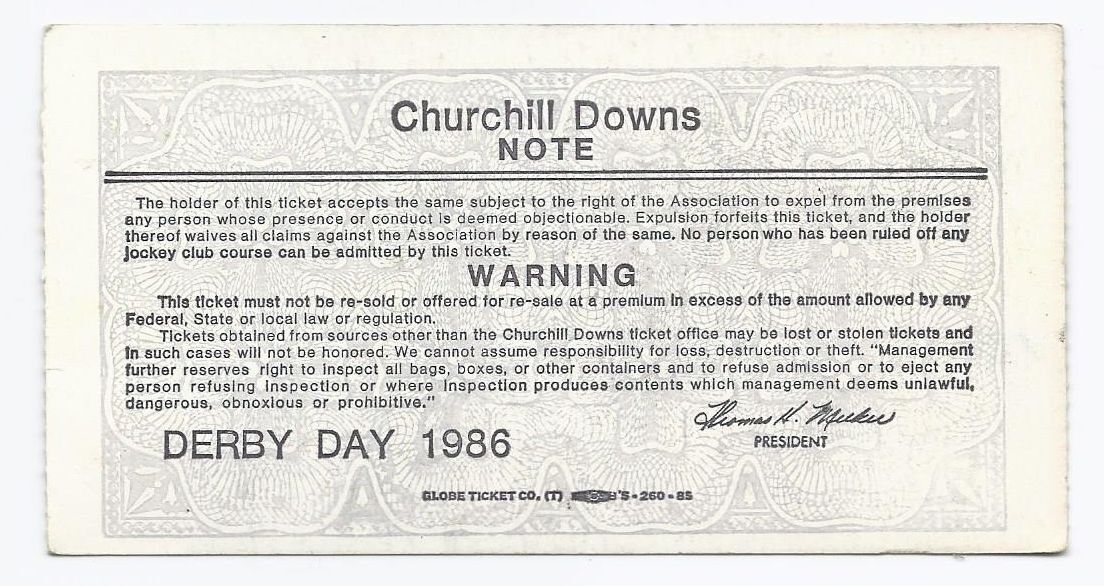 Churchill Downs
NOTE
The holder of this ticket accepts the same subject to the right of the Association to expel from the premises
any person whose presence or conduct is deemed objectionable. Expulsion forfeits this ticket, and the holder
thereof waives all claims against the Association by reason of the same. No person who has been ruled off any
jockey club course can be admitted by this ticket.
WARNING
This ticket must not be re-sold or offered for re-sale at a premium in excess of the amount allowed by any
Federal, State or local law or regulation.
Tickets obtained from sources other than the Churchill Downs ticket office may be lost or stolen tickets and
in such cases will not be honored. We cannot assume responsibility for loss, destruction or theft. "Management
further reserves right to inspect all bags, boxes, or other containers and to refuse admission or to eject any
person refusing inspection or where inspection produces contents which management deems unlawful,
dangerous, obnoxious or prohibitive."
Thomas H. Meeker
PRESIDENT
DERBY DAY 1986
GLOBE TICKET CO. (T) B'S-260-85